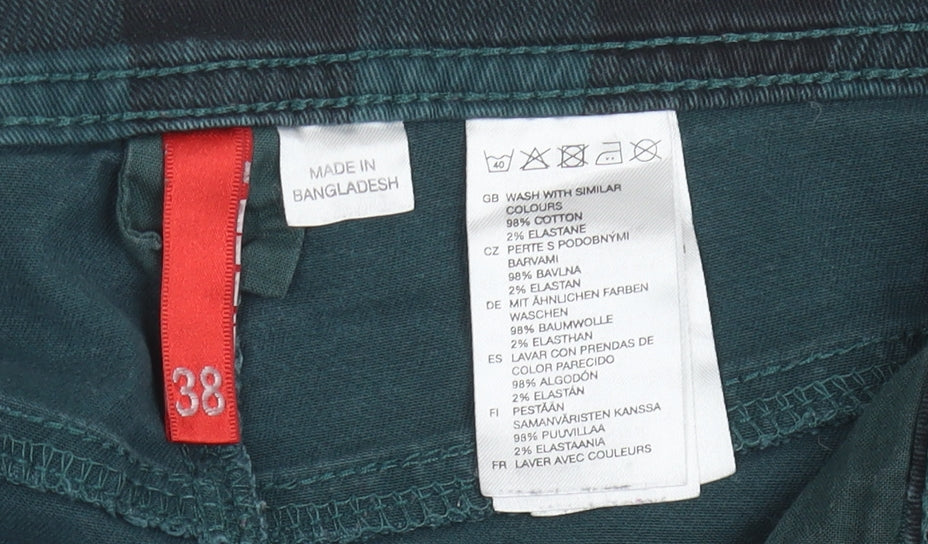 MADE IN
BANGLADESH
38
40
GB WASH WITH SIMILAR
COLOURS
98% COTTON
2% ELASTANE
CZ PERTE S PODOBNÝMI
BARVAMI
98% BAVLNA
2% ELASTAN
DE MIT ÄHNLICHEN FARBEN
WASCHEN
98% BAUMWOLLE
2% ELASTHAN
ES LAVAR CON PRENDAS DE
COLOR PARECIDO
98% ALGODÓN
2% ELASTÁN
FI PESTÄÄN
SAMANVÄRISTEN KANSSA
98% PUUVILLAA
2% ELASTAANIA
FR LAVER AVEC COULEURS